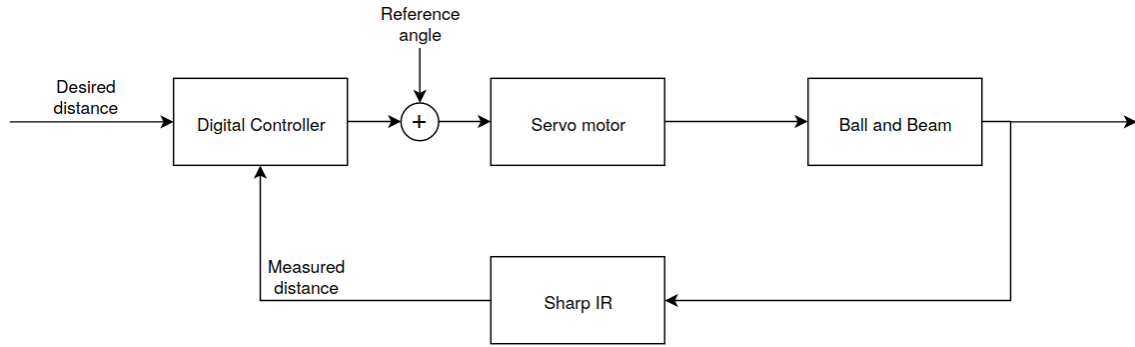 Reference
angle
Desired
distance
Digital Controller
+
Servo motor
Ball and Beam
Measured
distance
Sharp IR